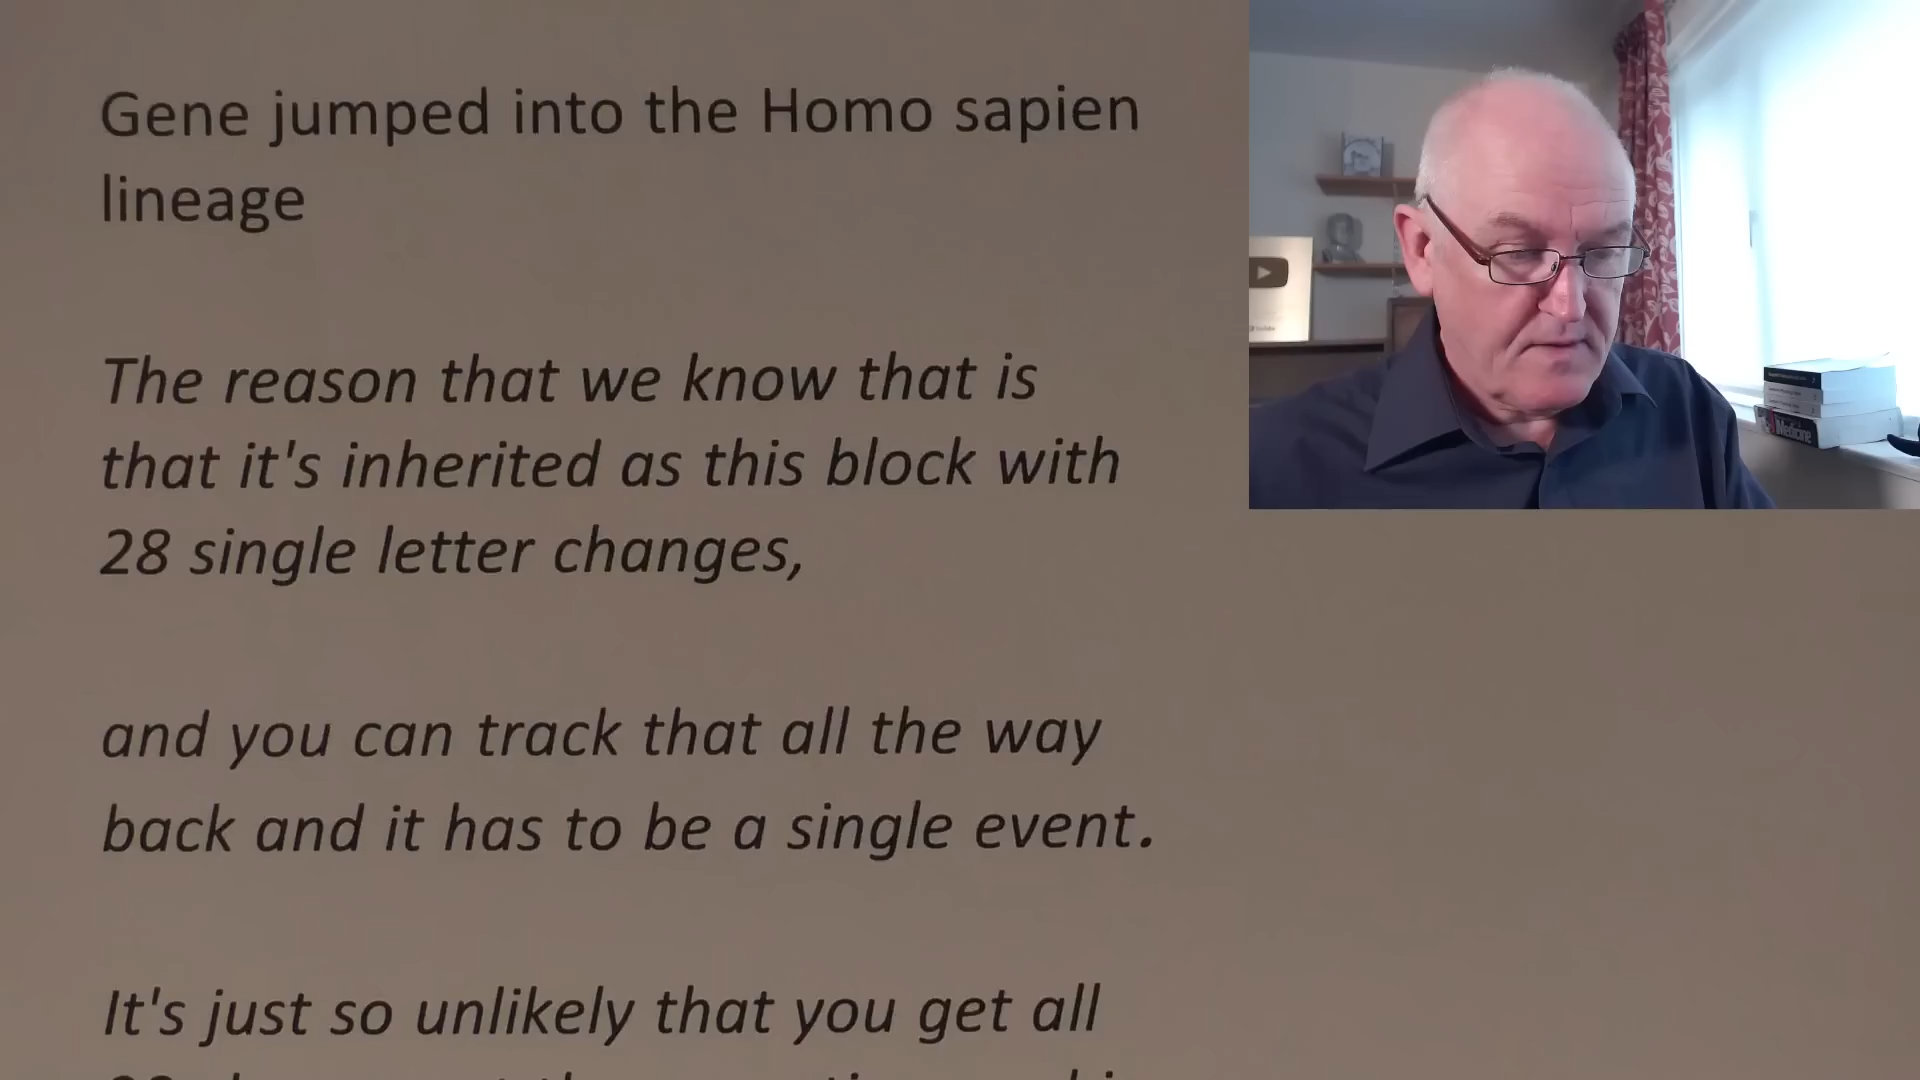 Gene jumped into the Homo sapien
lineage
The reason that we know that is
that it's inherited as this block with
28 single letter changes,
and you can track that all the way
back and it has to be a single event.
It's just so unlikely that you get all
Medicine